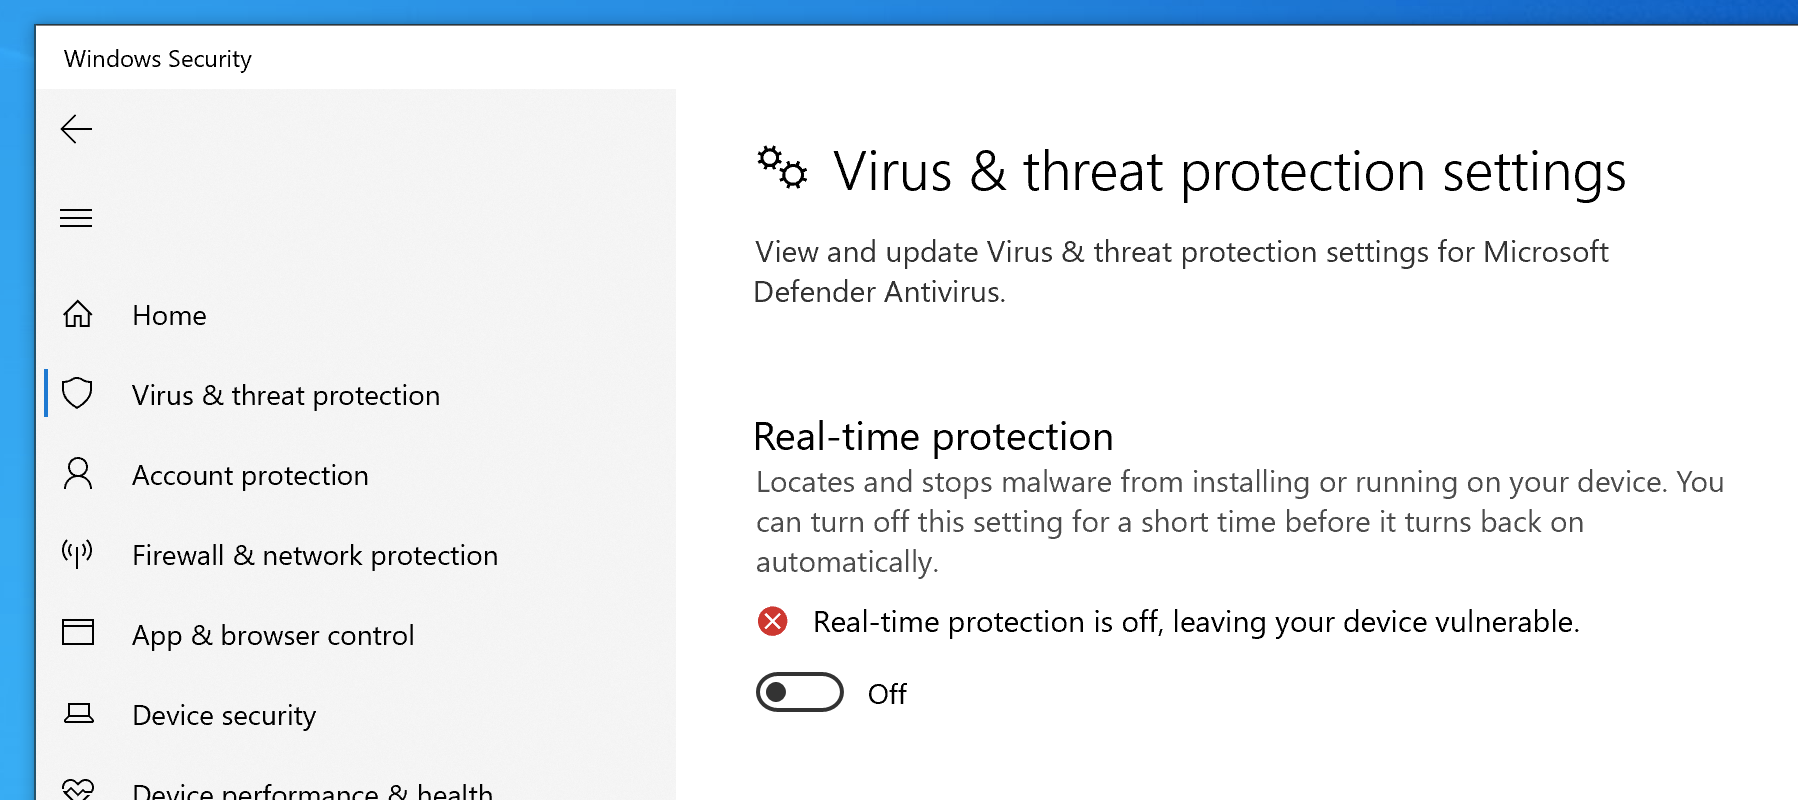 Windows Security
Home
Virus & threat protection
Account protection
Firewall & network protection
App & browser control
Device security
Device performance & health
Virus & threat protection settings
View and update Virus & threat protection settings for Microsoft
Defender Antivirus.
Real-time protection
Locates and stops malware from installing or running on your device. You
can turn off this setting for a short time before it turns back on
automatically.
Real-time protection is off, leaving your device vulnerable.
Off